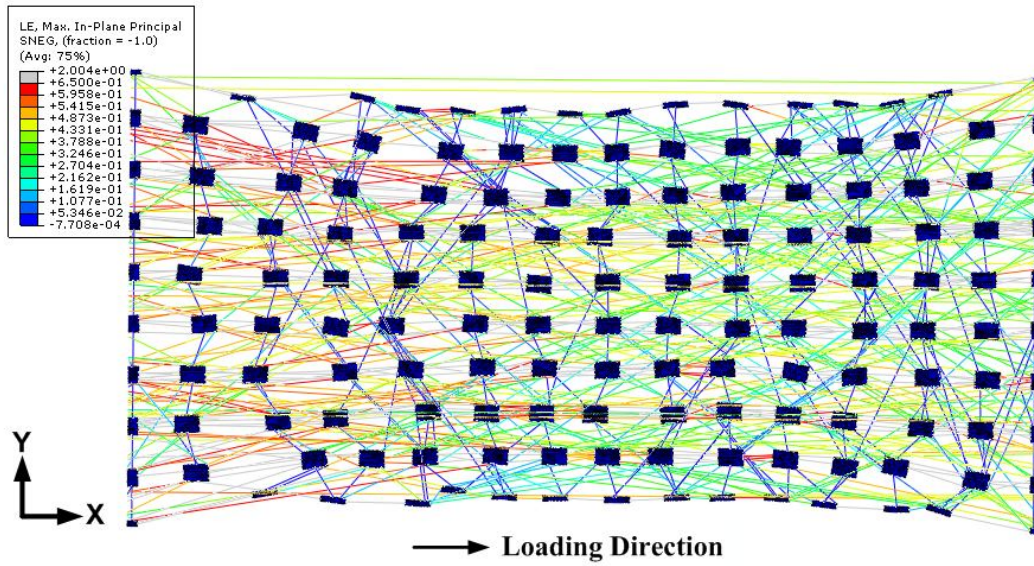 LE, Max. In-Plane Principal
SNEG, (fraction = -1.0)
(Avg: 75%)
+2.004e+00
+6.500e-01
+5.958e-01
+5.415e-01
+4.873e-01
+4.331e-01
+3.788e-01
+3.246e-01
+2.704e-01
+2.162e-01
+1.619e-01
+1.077e-01
+5.346e-02
-7.708e-04
Y
X
Loading Direction